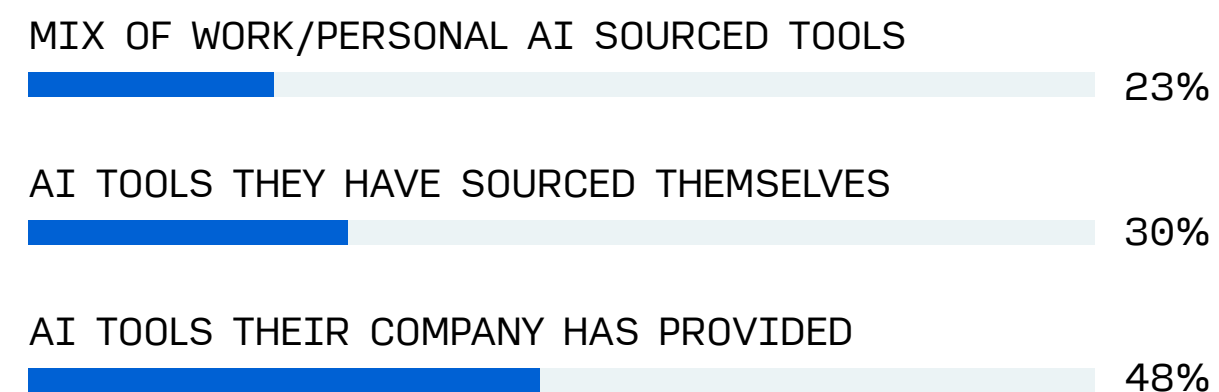 MIX OF WORK/PERSONAL AI SOURCED TOOLS
23%
AI TOOLS THEY HAVE SOURCED THEMSELVES
30%
AI TOOLS THEIR COMPANY HAS PROVIDED
48%